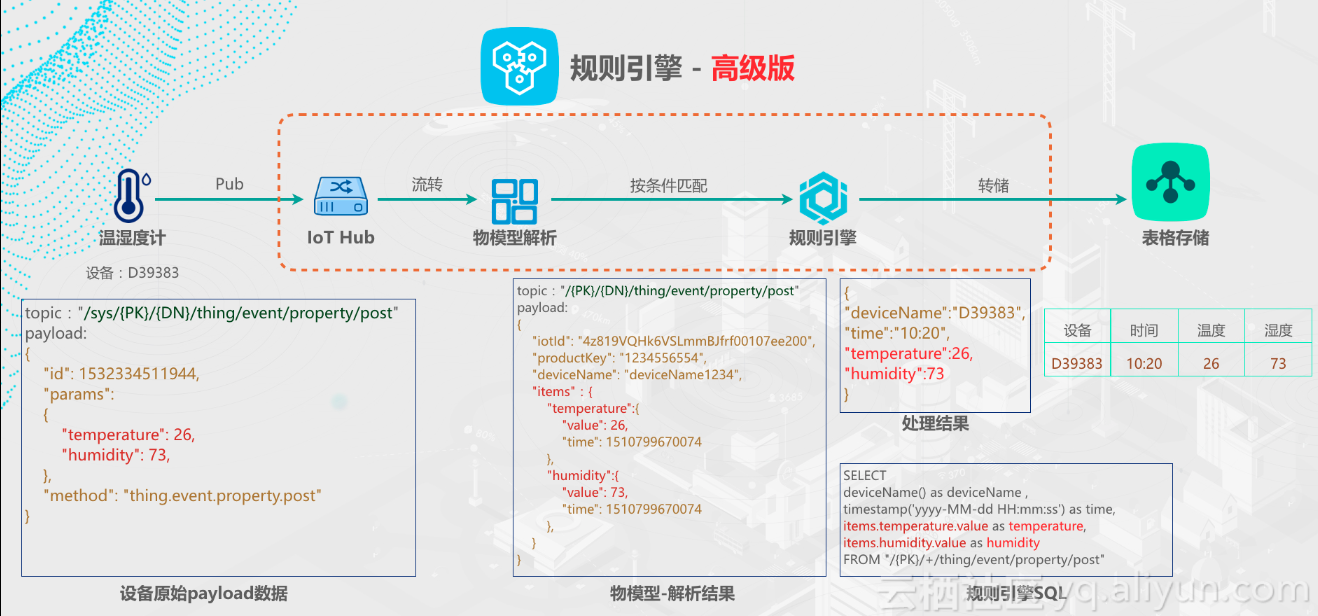 规则引擎 - 高级版
Pub
流转
按条件匹配
转储
温湿度计
IoT Hub
物模型解析
规则引擎
表格存储
设备：D39383
topic : "/sys/{PK}/{DN}/thing/event/property/post"
payload:
{
"id": 1532334511944,
"params":
{
"temperature": 26,
"humidity": 73,
},
"method": "thing.event.property.post"
}
设备原始payload数据
topic : "/{PK}/{DN}/thing/event/property/post"
payload:
{
"iotId": "4z819VQHk6VSLmmBJfrf00107ee200",
"productKey": "1234556554",
"deviceName": "deviceName1234",
"items" : {
"temperature":{
"value": 26,
"time": 1510799670074
},
"humidity":{
"value": 73,
"time": 1510799670074
},
}
}
物模型-解析结果
{
"deviceName":"D39383",
"time":"10:20",
"temperature":26,
"humidity":73
}
处理结果
设备 时间 温度 湿度
D39383 10:20 26 73
SELECT
deviceName() as deviceName ,
timestamp('yyyy-MM-dd HH:mm:ss') as time,
items.temperature.value as temperature,
items.humidity.value as humidity
FROM "/{PK}/+/thing/event/property/post"
规则引擎SQL
云栖社区 yq.aliyun.com